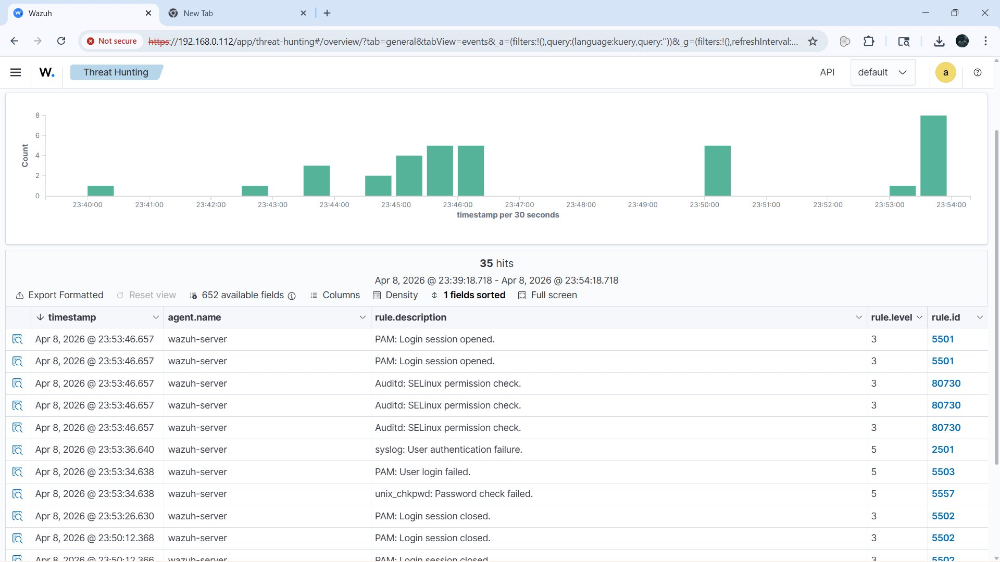 Wazuh
New Tab
Not secure https://192.168.0.112/app/threat-hunting#/overview/?tab=general&tabView=events&_a=(filters:!(),query:(language:kuery,query:''))&_g=(filters:!(),refreshInterval:...
W. Threat Hunting API default a
8
6
4
2
0
Count
23:40:00 23:41:00 23:42:00 23:43:00 23:44:00 23:45:00 23:46:00 23:47:00 23:48:00 23:49:00 23:50:00 23:51:00 23:52:00 23:53:00 23:54:00
timestamp per 30 seconds
35 hits
Apr 8, 2026 @ 23:39:18.718 - Apr 8, 2026 @ 23:54:18.718
Export Formatted Reset view 652 available fields Columns Density 1 fields sorted Full screen
timestamp agent.name rule.description rule.level rule.id
Apr 8, 2026 @ 23:53:46.657 wazuh-server PAM: Login session opened. 3 5501
Apr 8, 2026 @ 23:53:46.657 wazuh-server PAM: Login session opened. 3 5501
Apr 8, 2026 @ 23:53:46.657 wazuh-server Auditd: SELinux permission check. 3 80730
Apr 8, 2026 @ 23:53:46.657 wazuh-server Auditd: SELinux permission check. 3 80730
Apr 8, 2026 @ 23:53:46.657 wazuh-server Auditd: SELinux permission check. 3 80730
Apr 8, 2026 @ 23:53:36.640 wazuh-server syslog: User authentication failure. 5 2501
Apr 8, 2026 @ 23:53:34.638 wazuh-server PAM: User login failed. 5 5503
Apr 8, 2026 @ 23:53:34.638 wazuh-server unix_chkpwd: Password check failed. 5 5557
Apr 8, 2026 @ 23:53:26.630 wazuh-server PAM: Login session closed. 3 5502
Apr 8, 2026 @ 23:50:12.368 wazuh-server PAM: Login session closed. 3 5502
Apr 8, 2026 @ 23:50:12.366 wazuh-server PAM: Login session closed. 3 5502